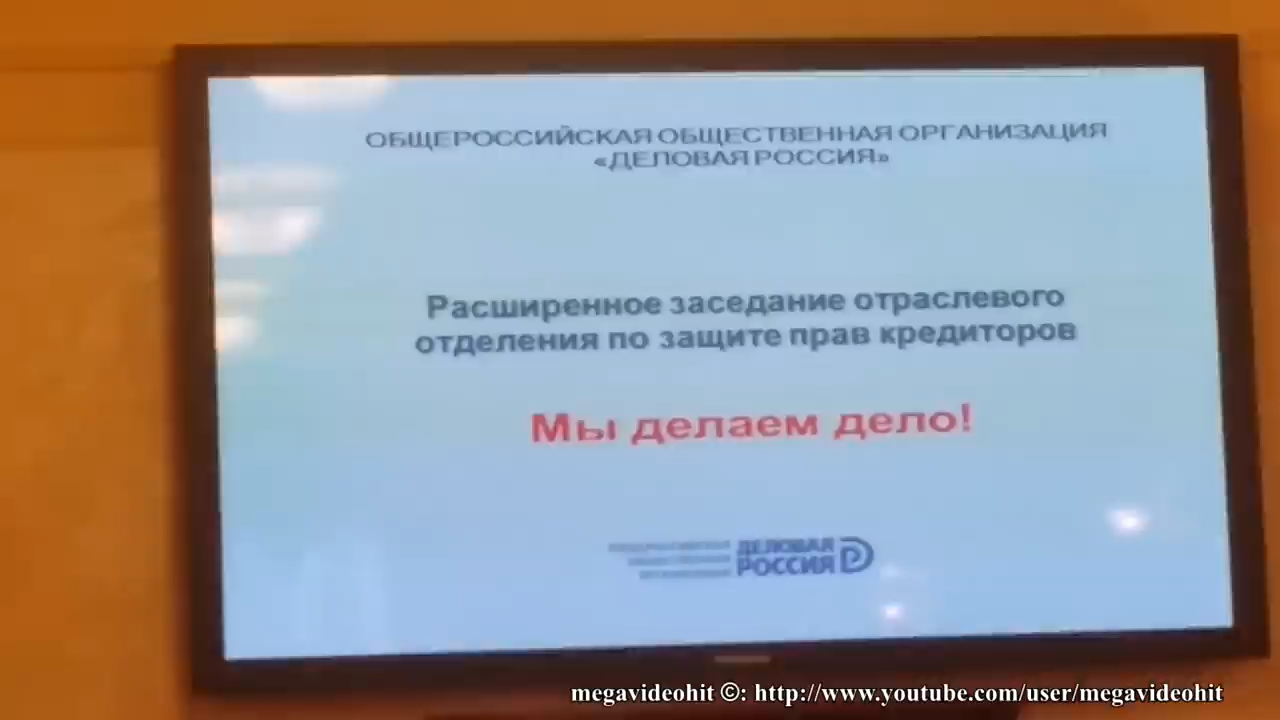 ОБЩЕРОССИЙСКАЯ ОБЩЕСТВЕННАЯ ОРГАНИЗАЦИЯ
«ДЕЛОВАЯ РОССИЯ»
Расширенное заседание отраслевого
отделения по защите прав кредиторов
Мы делаем дело!
ДЕЛОВАЯ
РОССИЯ
megavideohit ©: http://www.youtube.com/user/megavideohit